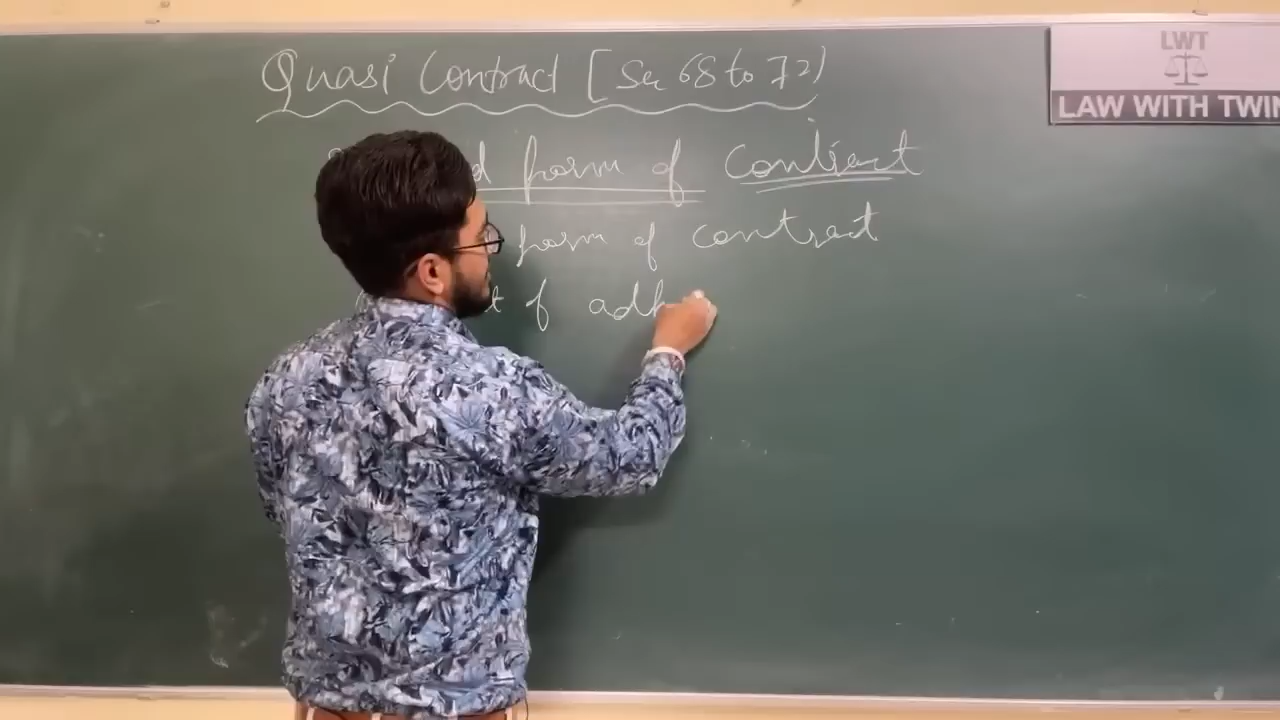 Quasi Contract [Sec 68 to 72)
LWT
LAW WITH TWIN
d form of Contract
form of contract
t of adh